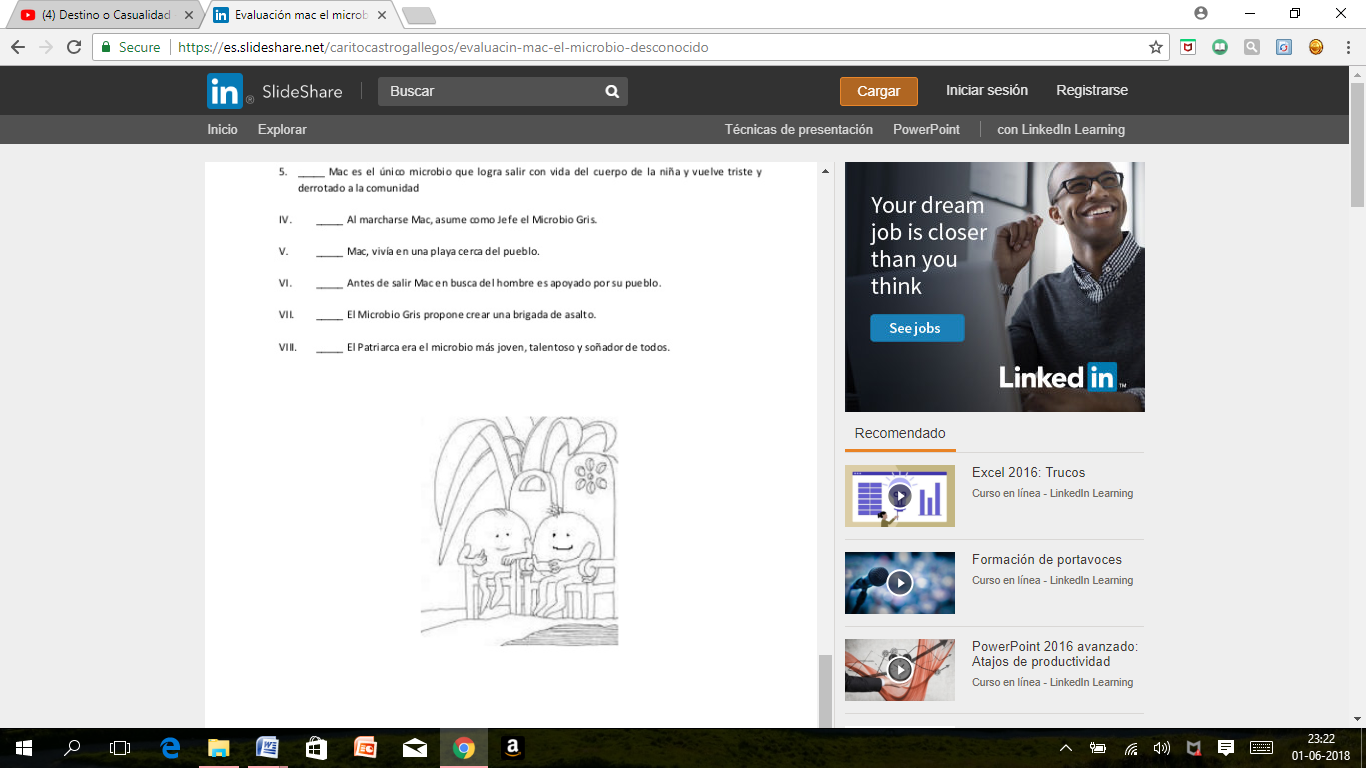 (4) Destino o Casualidad
Evaluación mac el microb
Secure
https://es.slideshare.net/caritocastrogallegos/evaluacin-mac-el-microbio-desconocido
in ® SlideShare
Buscar
Cargar
Iniciar sesión
Registrarse
Inicio
Explorar
Técnicas de presentación
PowerPoint
con LinkedIn Learning
5. _____ Mac es el único microbio que logra salir con vida del cuerpo de la niña y vuelve triste y
derrotado a la comunidad
IV. _____ Al marcharse Mac, asume como Jefe el Microbio Gris.
V. _____ Mac, vivía en una playa cerca del pueblo.
VI. _____ Antes de salir Mac en busca del hombre es apoyado por su pueblo.
VII. _____ El Microbio Gris propone crear una brigada de asalto.
VIII. _____ El Patriarca era el microbio más joven, talentoso y soñador de todos.
Your dream
job is closer
than you
think
See jobs
Linked in ™
Recomendado
Excel 2016: Trucos
Curso en línea - LinkedIn Learning
Formación de portavoces
Curso en línea - LinkedIn Learning
PowerPoint 2016 avanzado:
Atajos de productividad
Curso en línea - LinkedIn Learning
23:22
01-06-2018